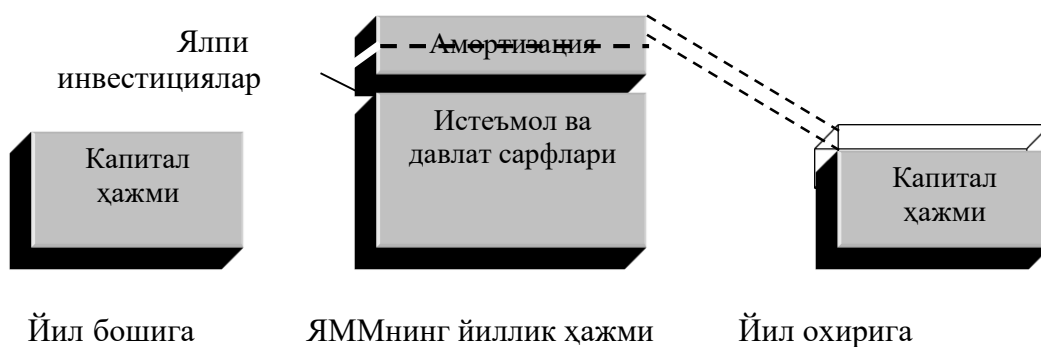 Ялпи
инвестициялар
Амортизация
Истеъмол ва
давлат сарфлари
Капитал
ҳажми
Капитал
ҳажми
Йил бошига
ЯММнинг йиллик ҳажми
Йил охирига